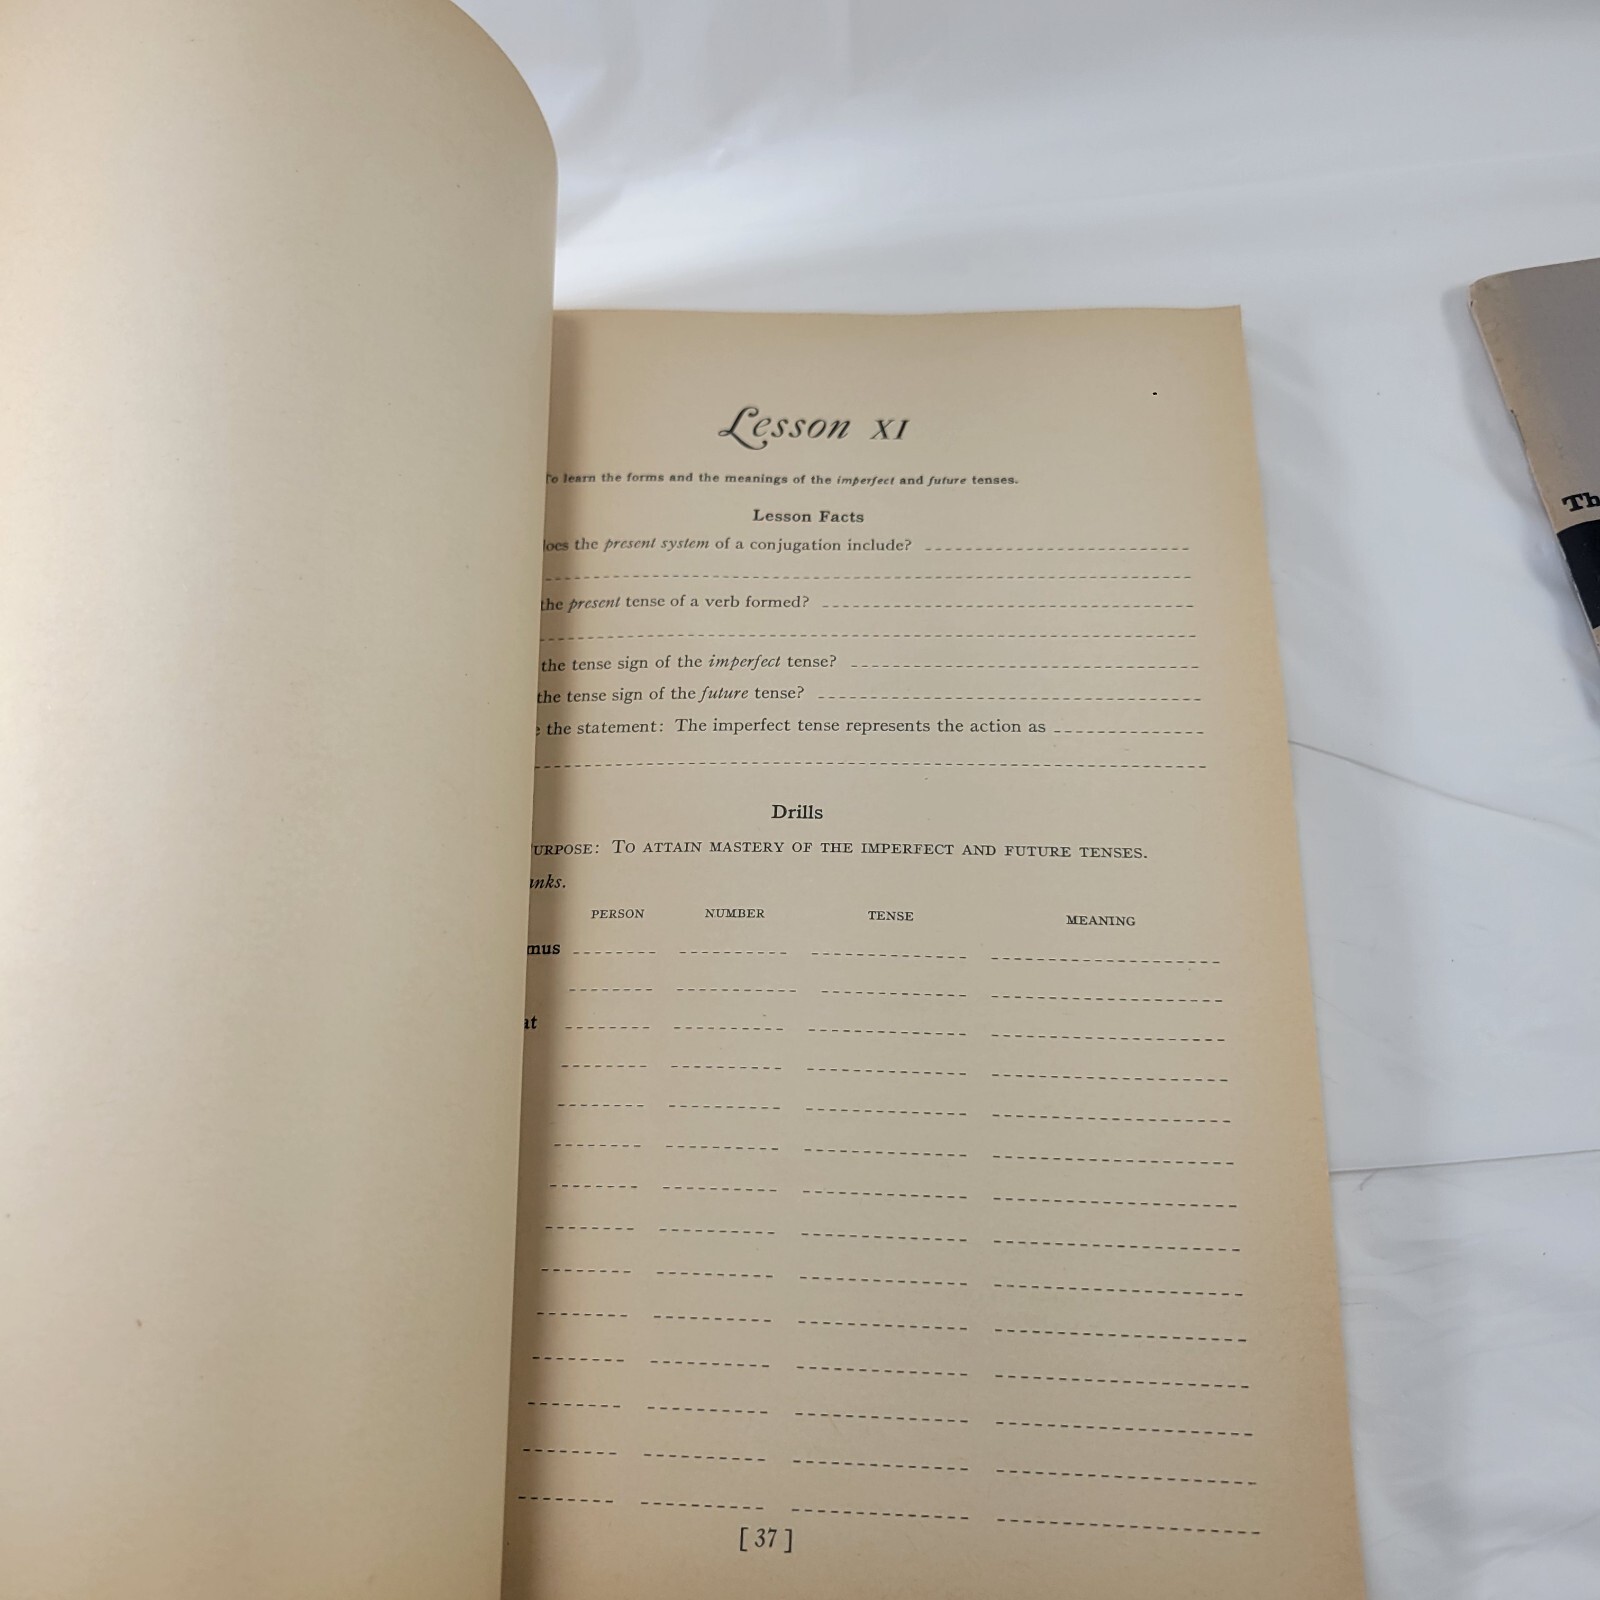 Lesson XI
To learn the forms and the meanings of the imperfect and future tenses.
Lesson Facts
the present system of a conjugation include?
the present tense of a verb formed?
the tense sign of the imperfect tense?
the tense sign of the future tense?
the statement: The imperfect tense represents the action as
Drills
URPOSE: TO ATTAIN MASTERY OF THE IMPERFECT AND FUTURE TENSES.
anks.
PERSON NUMBER TENSE MEANING
mus
at
[ 37 ]
Th